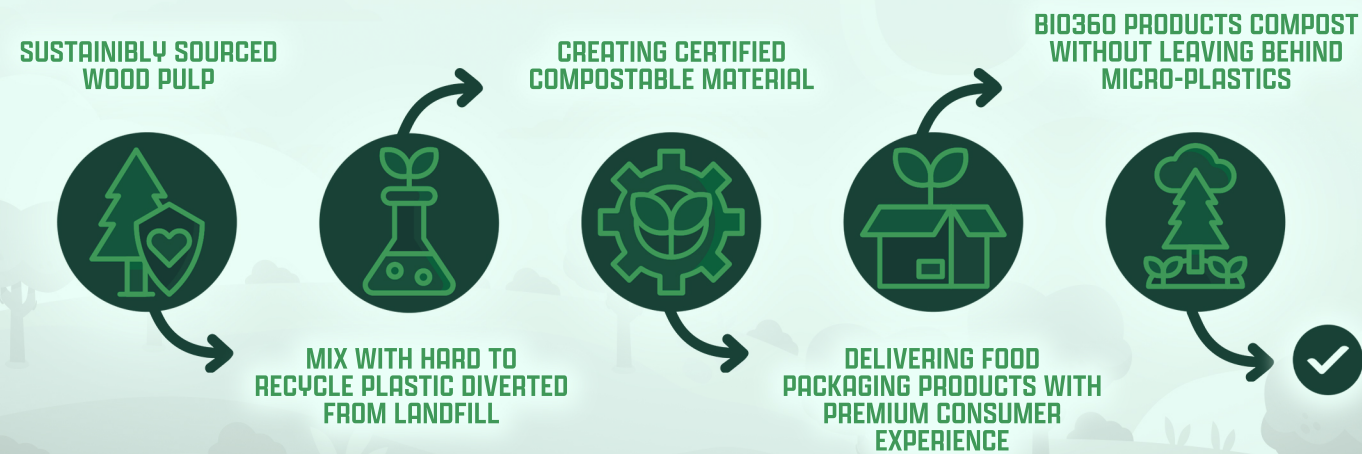 SUSTAINIBLY SOURCED
WOOD PULP
MIX WITH HARD TO
RECYCLE PLASTIC DIVERTED
FROM LANDFILL
CREATING CERTIFIED
COMPOSTABLE MATERIAL
DELIVERING FOOD
PACKAGING PRODUCTS WITH
PREMIUM CONSUMER
EXPERIENCE
BIO360 PRODUCTS COMPOST
WITHOUT LEAVING BEHIND
MICRO-PLASTICS